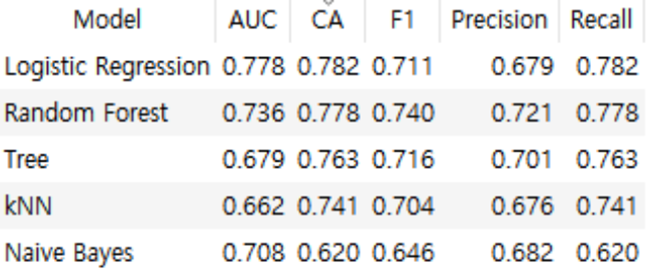 Model AUC CA F1 Precision Recall
Logistic Regression 0.778 0.782 0.711 0.679 0.782
Random Forest 0.736 0.778 0.740 0.721 0.778
Tree 0.679 0.763 0.716 0.701 0.763
kNN 0.662 0.741 0.704 0.676 0.741
Naive Bayes 0.708 0.620 0.646 0.682 0.620